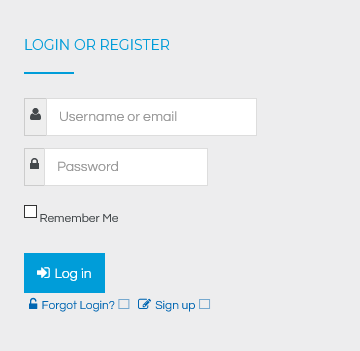 LOGIN OR REGISTER
Username or email
Password
Remember Me
Log in
Forgot Login? Sign up